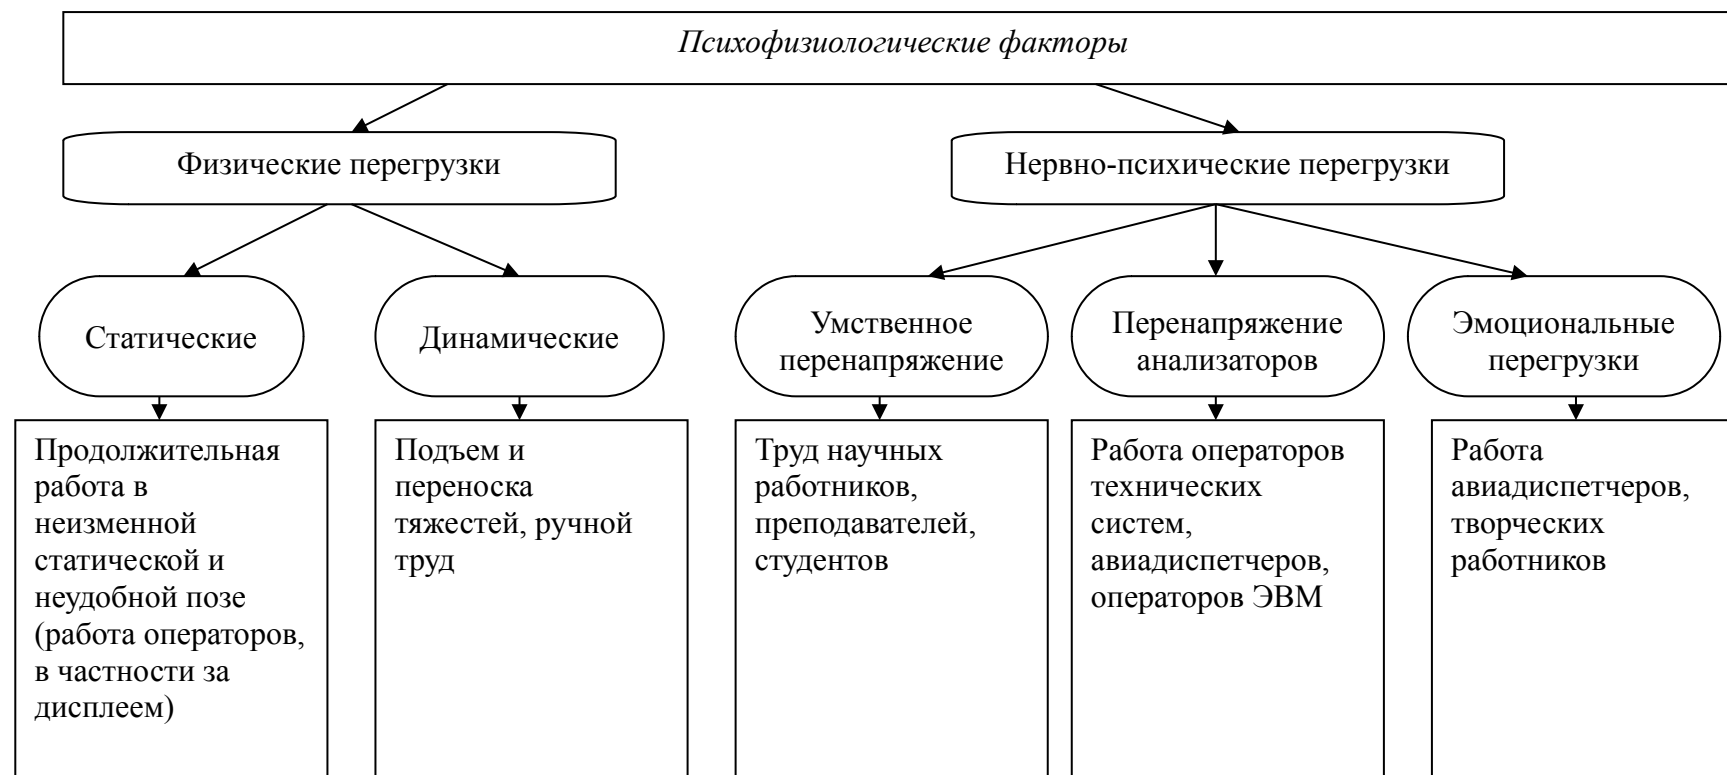 Психофизиологические факторы
Физические перегрузки
Нервно-психические перегрузки
Статические
Динамические
Умственное
перенапряжение
Перенапряжение
анализаторов
Эмоциональные
перегрузки
Продолжительная
работа в
неизменной
статической и
неудобной позе
(работа операторов,
в частности за
дисплеем)
Подъем и
переноска
тяжестей, ручной
труд
Труд научных
работников,
преподавателей,
студентов
Работа операторов
технических
систем,
авиадиспетчеров,
операторов ЭВМ
Работа
авиадиспетчеров,
творческих
работников